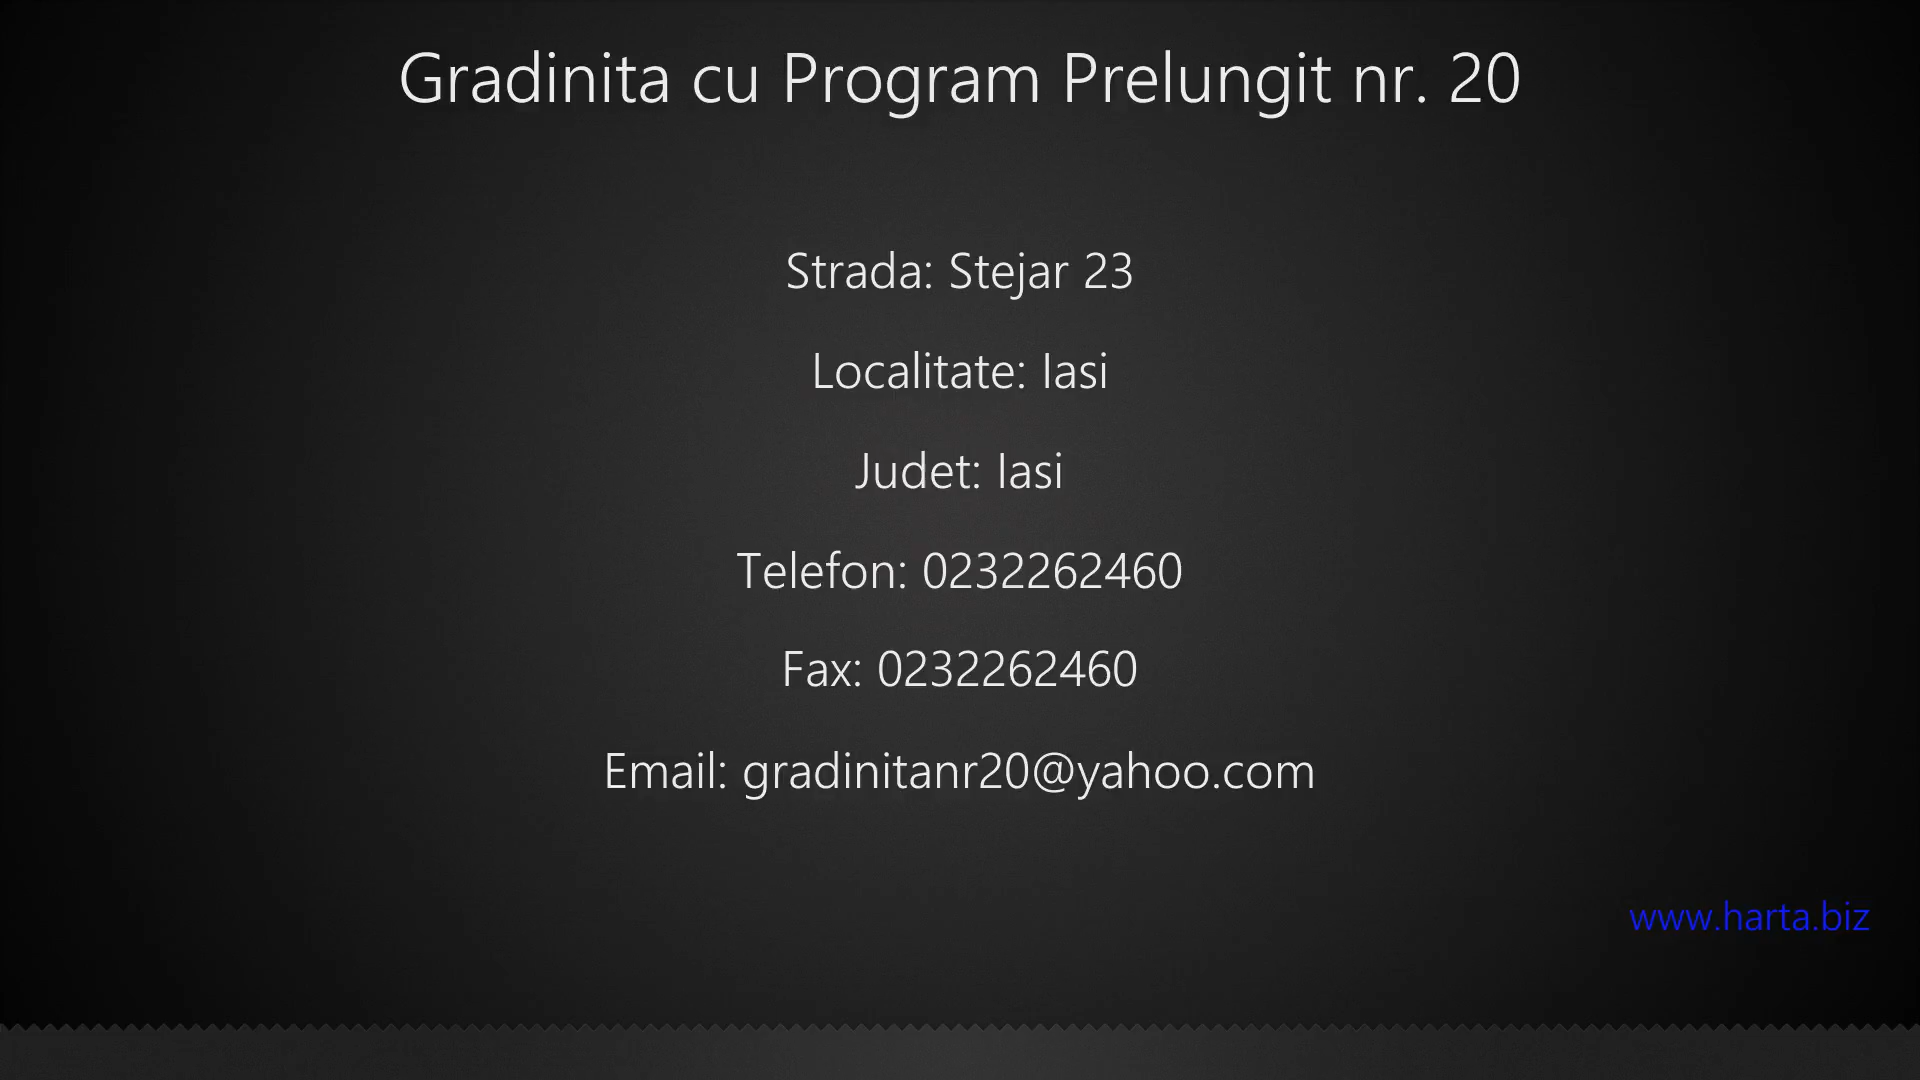 Gradinita cu Program Prelungit nr. 20
Strada: Stejar 23
Localitate: Iasi
Judet: Iasi
Telefon: 0232262460
Fax: 0232262460
Email: gradinitanr20@yahoo.com
www.harta.biz